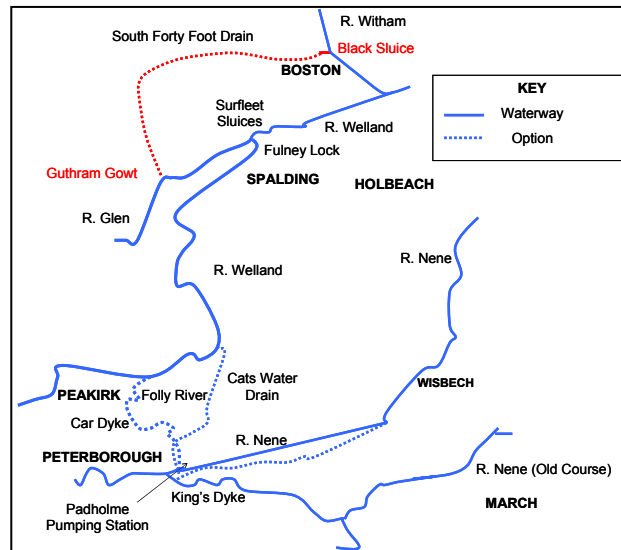 R. Witham
South Forty Foot Drain
Black Sluice
BOSTON
KEY
Waterway
Option
Surfleet
Sluices
R. Welland
Fulney Lock
Guthram Gowt
SPALDING
HOLBEACH
R. Glen
R. Nene
R. Welland
Cats Water
Drain
WISBECH
PEAKIRK
Folly River
Car Dyke
R. Nene
PETERBOROUGH
R. Nene (Old Course)
King's Dyke
MARCH
Padholme
Pumping Station